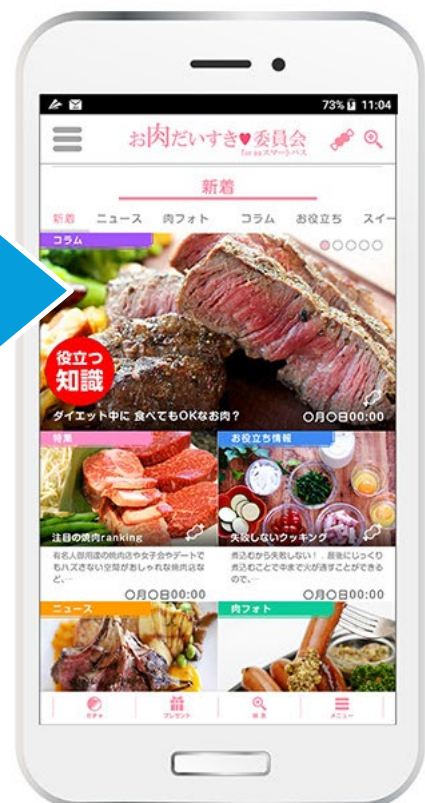 73% 11:04
お肉だいすき♥委員会
for auスマートパス
新着
新着 ニュース 肉フォト コラム お役立ち スイー
コラム
役立つ
知識
ダイエット中に 食べてもOKなお肉?
〇月〇日00:00
特集
注目の焼肉ranking
有名人御用達の焼肉店や女子会やデートで
もハズさない空間がおしゃれな焼肉店な
ど、…
〇月〇日00:00
お役立ち情報
失敗しないクッキング
煮込むから失敗しない!．最後にじっくり
煮込むことで中まで火が通すことができる
ので、…
〇月〇日00:00
ニュース
肉フォト
ガチャ
プレゼント
検索
メニュー